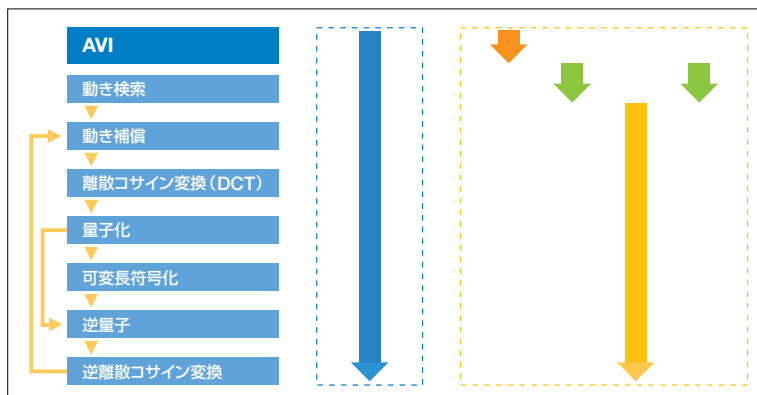 AVI
動き検索
動き補償
離散コサイン変換（DCT）
量子化
可変長符号化
逆量子
逆離散コサイン変換